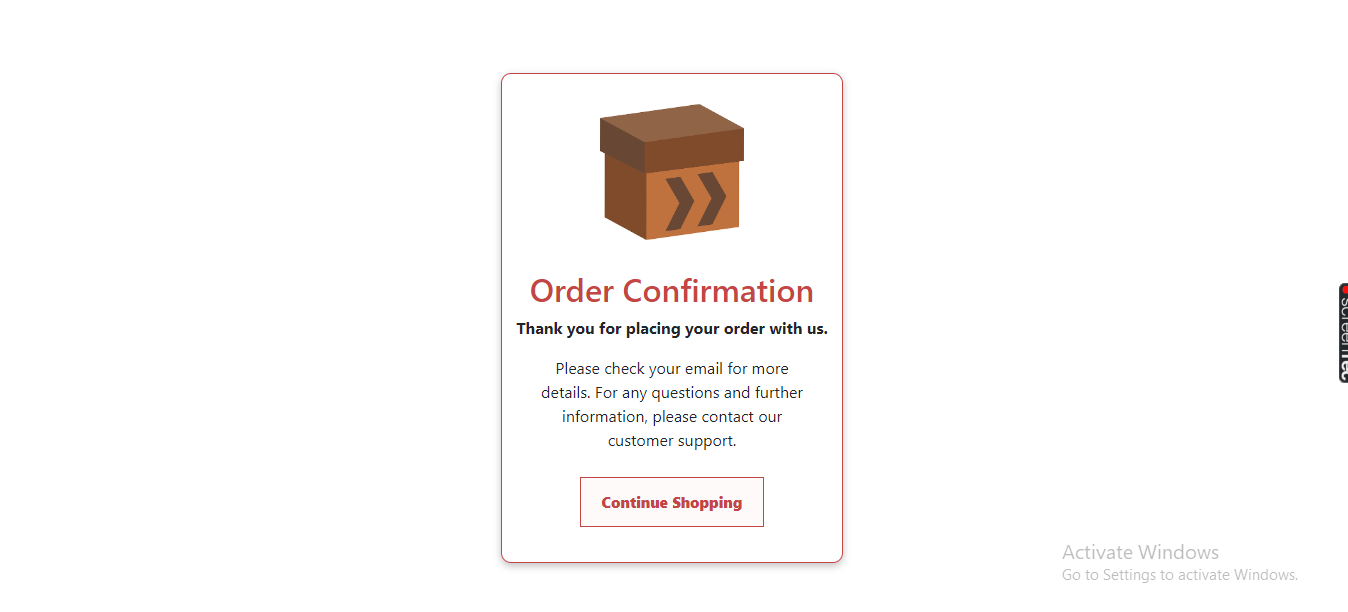 Order Confirmation
Thank you for placing your order with us.
Please check your email for more
details. For any questions and further
information, please contact our
customer support.
Continue Shopping
Activate Windows
Go to Settings to activate Windows.